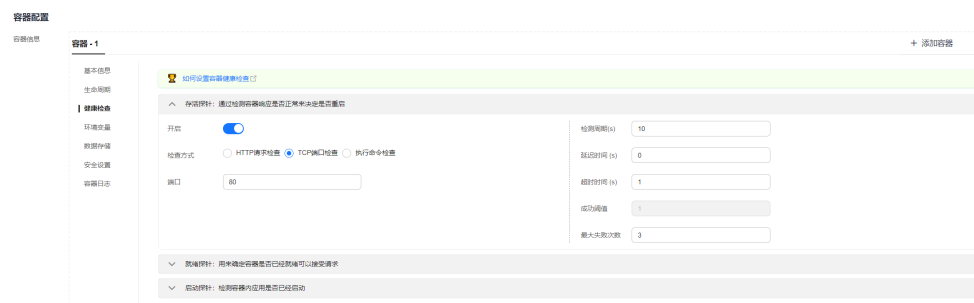 容器配置
容器信息
容器 - 1
+ 添加容器
基本信息
生命周期
健康检查
环境变量
数据存储
安全设置
容器日志
如何设置容器健康检查
存活探针：通过检测容器响应是否正常来决定是否重启
开启
检查方式
HTTP请求检查 TCP端口检查 执行命令检查
端口
80
检测周期(s)
10
延迟时间 (s)
0
超时时间 (s)
1
成功阈值
1
最大失败次数
3
就绪探针：用来确定容器是否已经就绪可以接受请求
启动探针：检测容器内应用是否已经启动